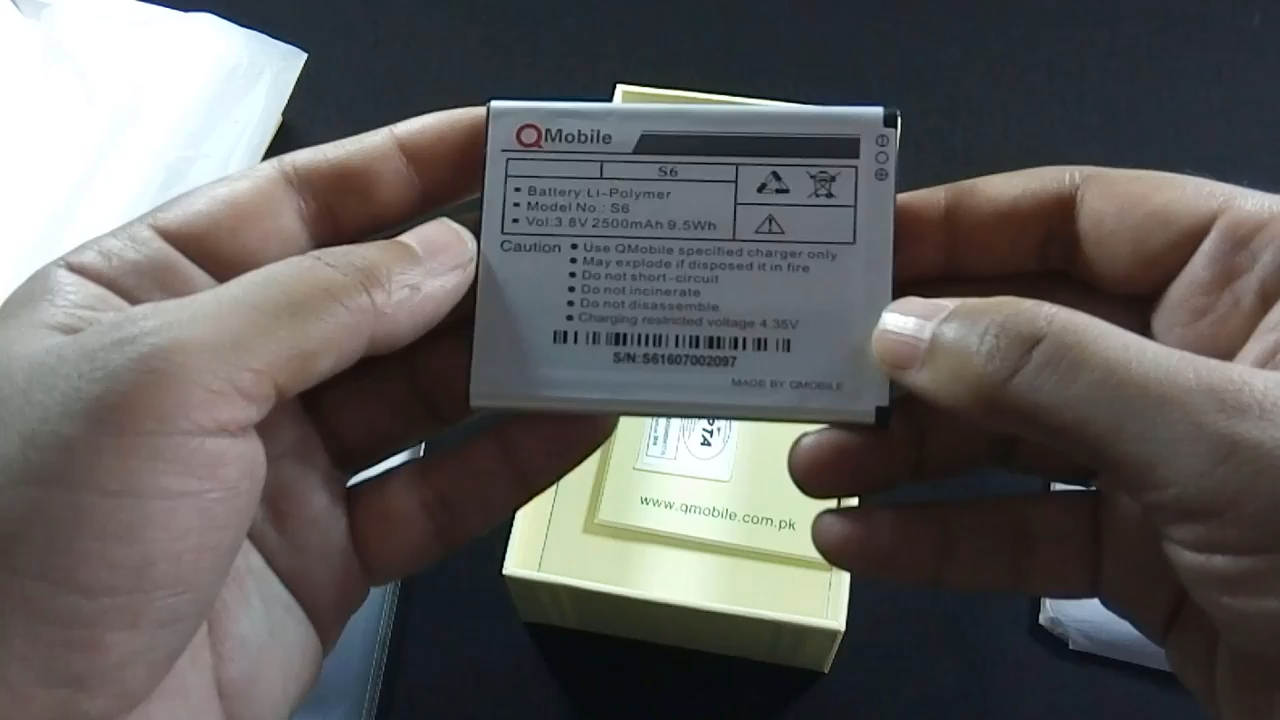 QMobile
S6
Battery:Li-Polymer
Model No.: S6
Vol:3.8V 2500mAh 9.5Wh
Caution
Use QMobile specified charger only
May explode if disposed it in fire
Do not short-circuit
Do not incinerate
Do not disassemble
Charging restricted voltage 4.35V
S/N:S61607002097
MADE BY QMOBILE
PTA
www.qmobile.com.pk